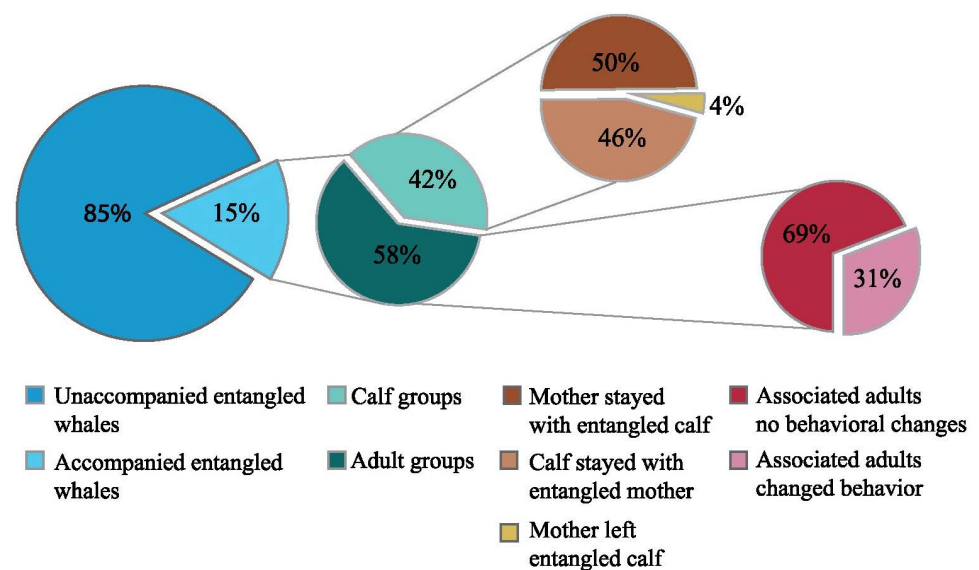 50%
4%
46%
85%
15%
42%
58%
69%
31%
Unaccompanied entangled
whales
Accompanied entangled
whales
Calf groups
Adult groups
Mother stayed
with entangled calf
Calf stayed with
entangled mother
Mother left
entangled calf
Associated adults
no behavioral changes
Associated adults
changed behavior